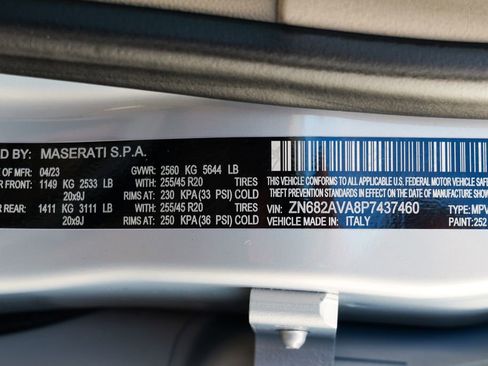 D BY: MASERATI S.P.A.
OF MFR: 04/23 GVWR: 2560 KG 5644 LB
FRONT: 1149 KG 2533 LB WITH: 255/45 R20 TIRES
20x9J RIMS AT: 230 KPA(33 PSI) COLD
REAR: 1411 KG 3111 LB WITH: 255/45 R20 TIRES
20x9J RIMS AT: 250 KPA(36 PSI) COLD
THIS VEHICLE CONFORMS TO ALL
APPLICABLE U.S. FEDERAL MOTOR VEHICLE SAFE
THEFT PREVENTION STANDARDS IN EFFECT ON
THE DATE OF MANUFACTURE SHOW
VIN: ZN682AVA8P7437460 TYPE: MPV
VEHICLE MADE IN: ITALY PAINT: 252